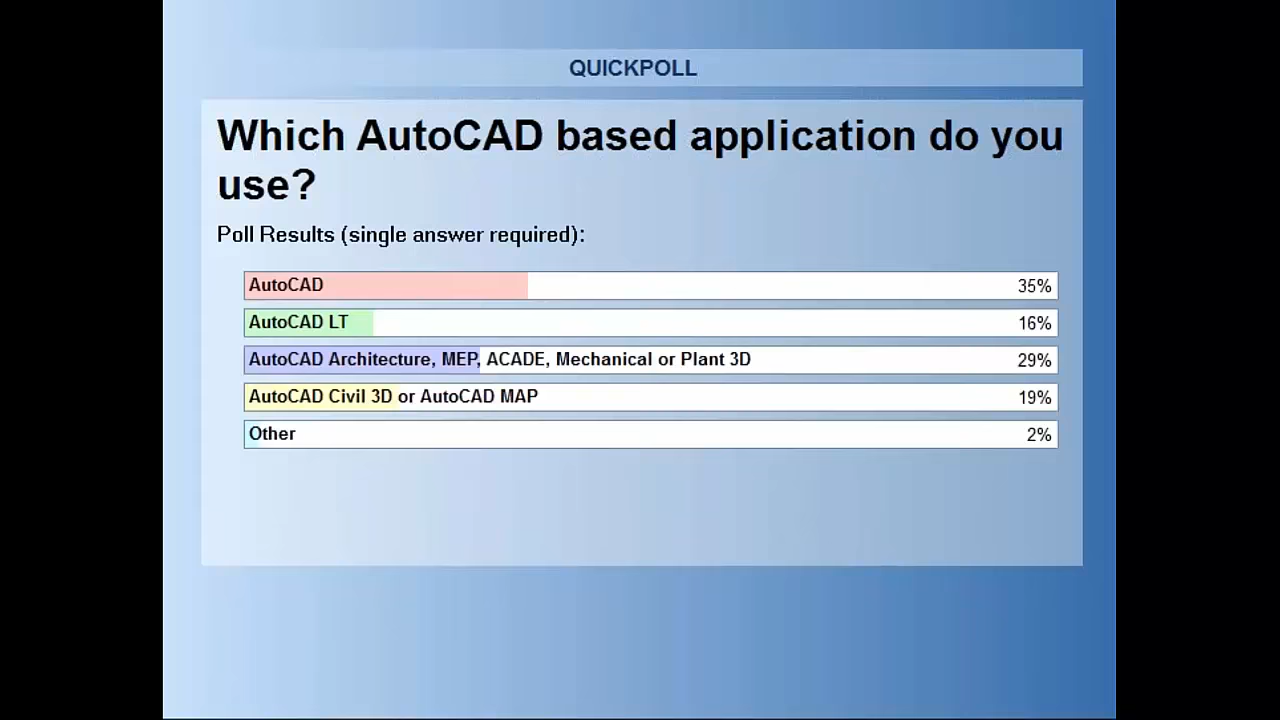 QUICKPOLL
Which AutoCAD based application do you
use?
Poll Results (single answer required):
AutoCAD 35%
AutoCAD LT 16%
AutoCAD Architecture, MEP, ACADE, Mechanical or Plant 3D 29%
AutoCAD Civil 3D or AutoCAD MAP 19%
Other 2%